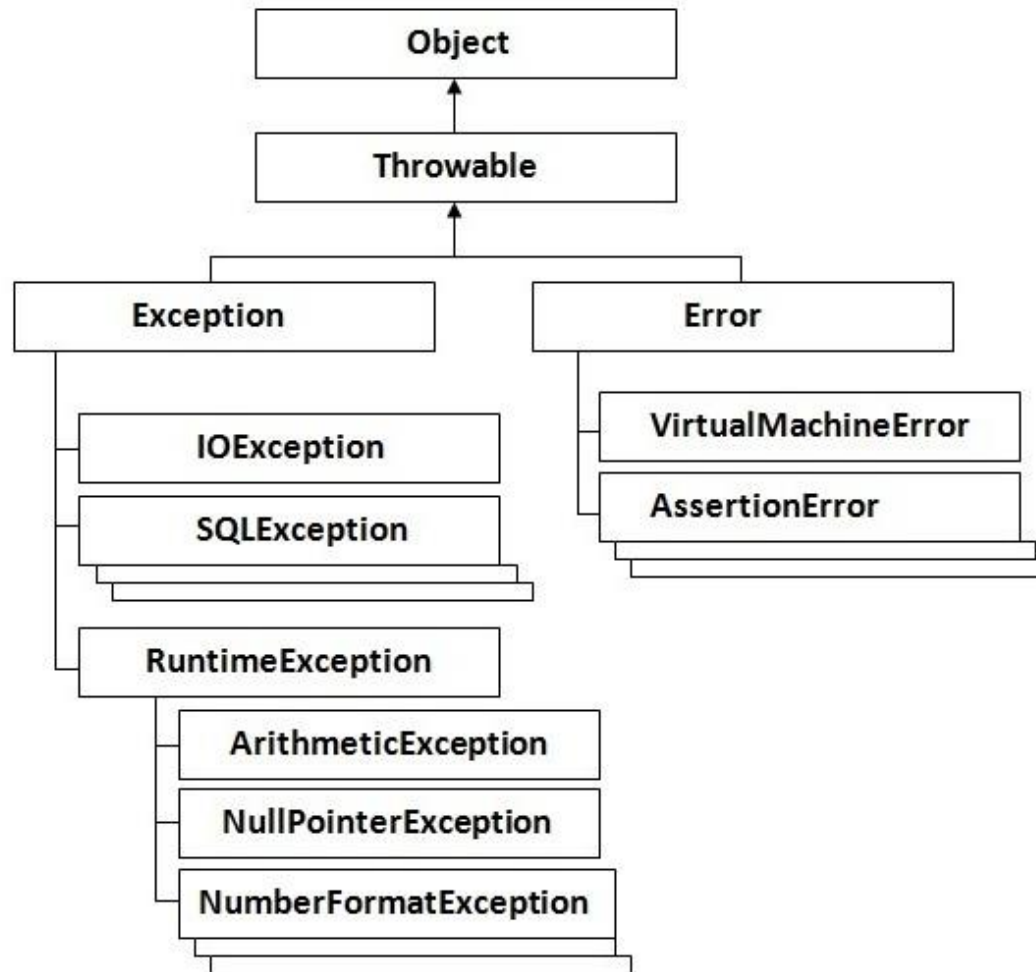 Object
Throwable
Exception
Error
IOException
SQLException
RuntimeException
ArithmeticException
NullPointerException
NumberFormatException
VirtualMachineError
AssertionError